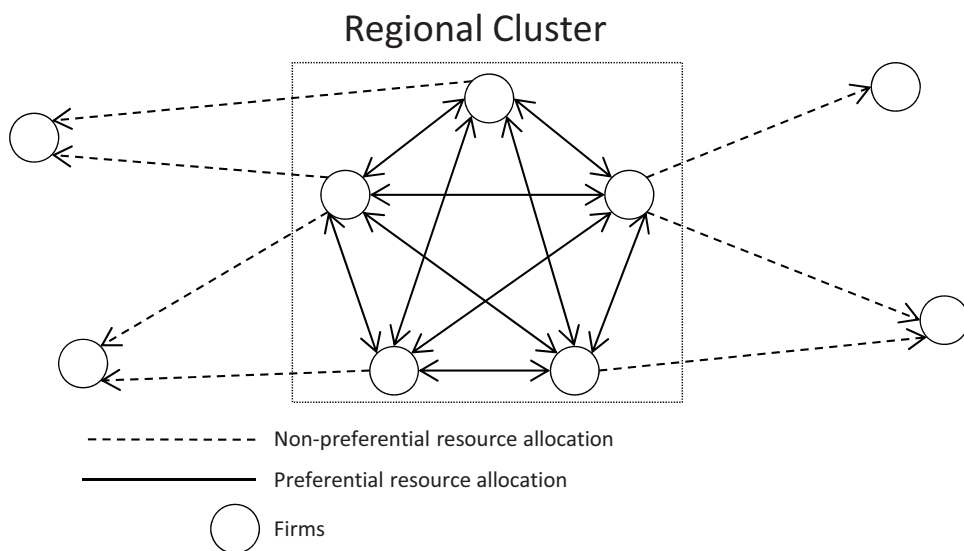 Regional Cluster
Non-preferential resource allocation
Preferential resource allocation
Firms